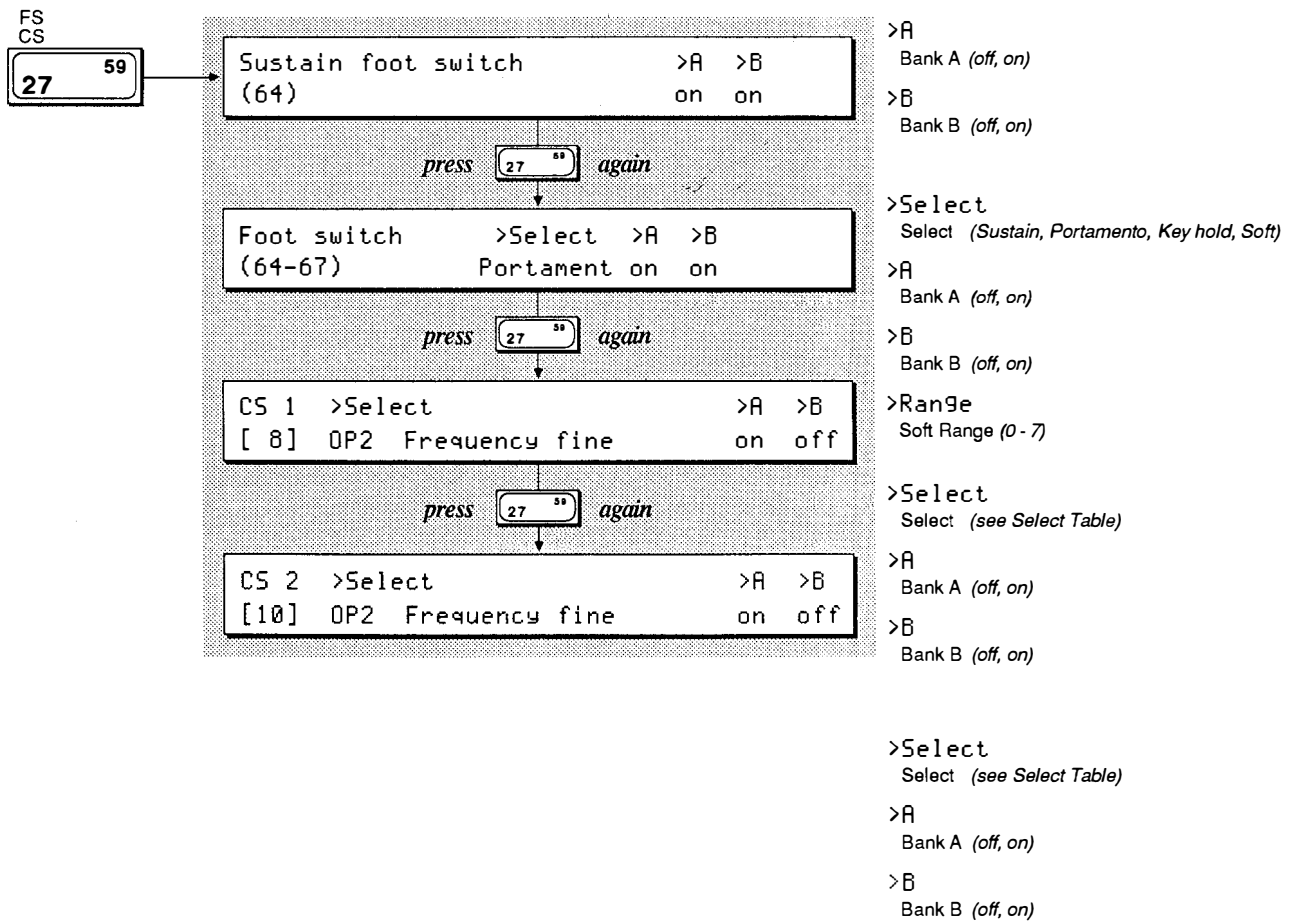 FS
CS
27 59
Sustain foot switch >A >B
(64) on on
press 27 59 again
Foot switch >Select >A >B
(64-67) Portament on on
press 27 59 again
CS 1 >Select >A >B
[ 8] OP2 Frequency fine on off
press 27 59 again
CS 2 >Select >A >B
[10] OP2 Frequency fine on off
>A
Bank A (off, on)
>B
Bank B (off, on)
>Select
Select (Sustain, Portamento, Key hold, Soft)
>A
Bank A (off, on)
>B
Bank B (off, on)
>Range
Soft Range (0 - 7)
>Select
Select (see Select Table)
>A
Bank A (off, on)
>B
Bank B (off, on)
>Select
Select (see Select Table)
>A
Bank A (off, on)
>B
Bank B (off, on)